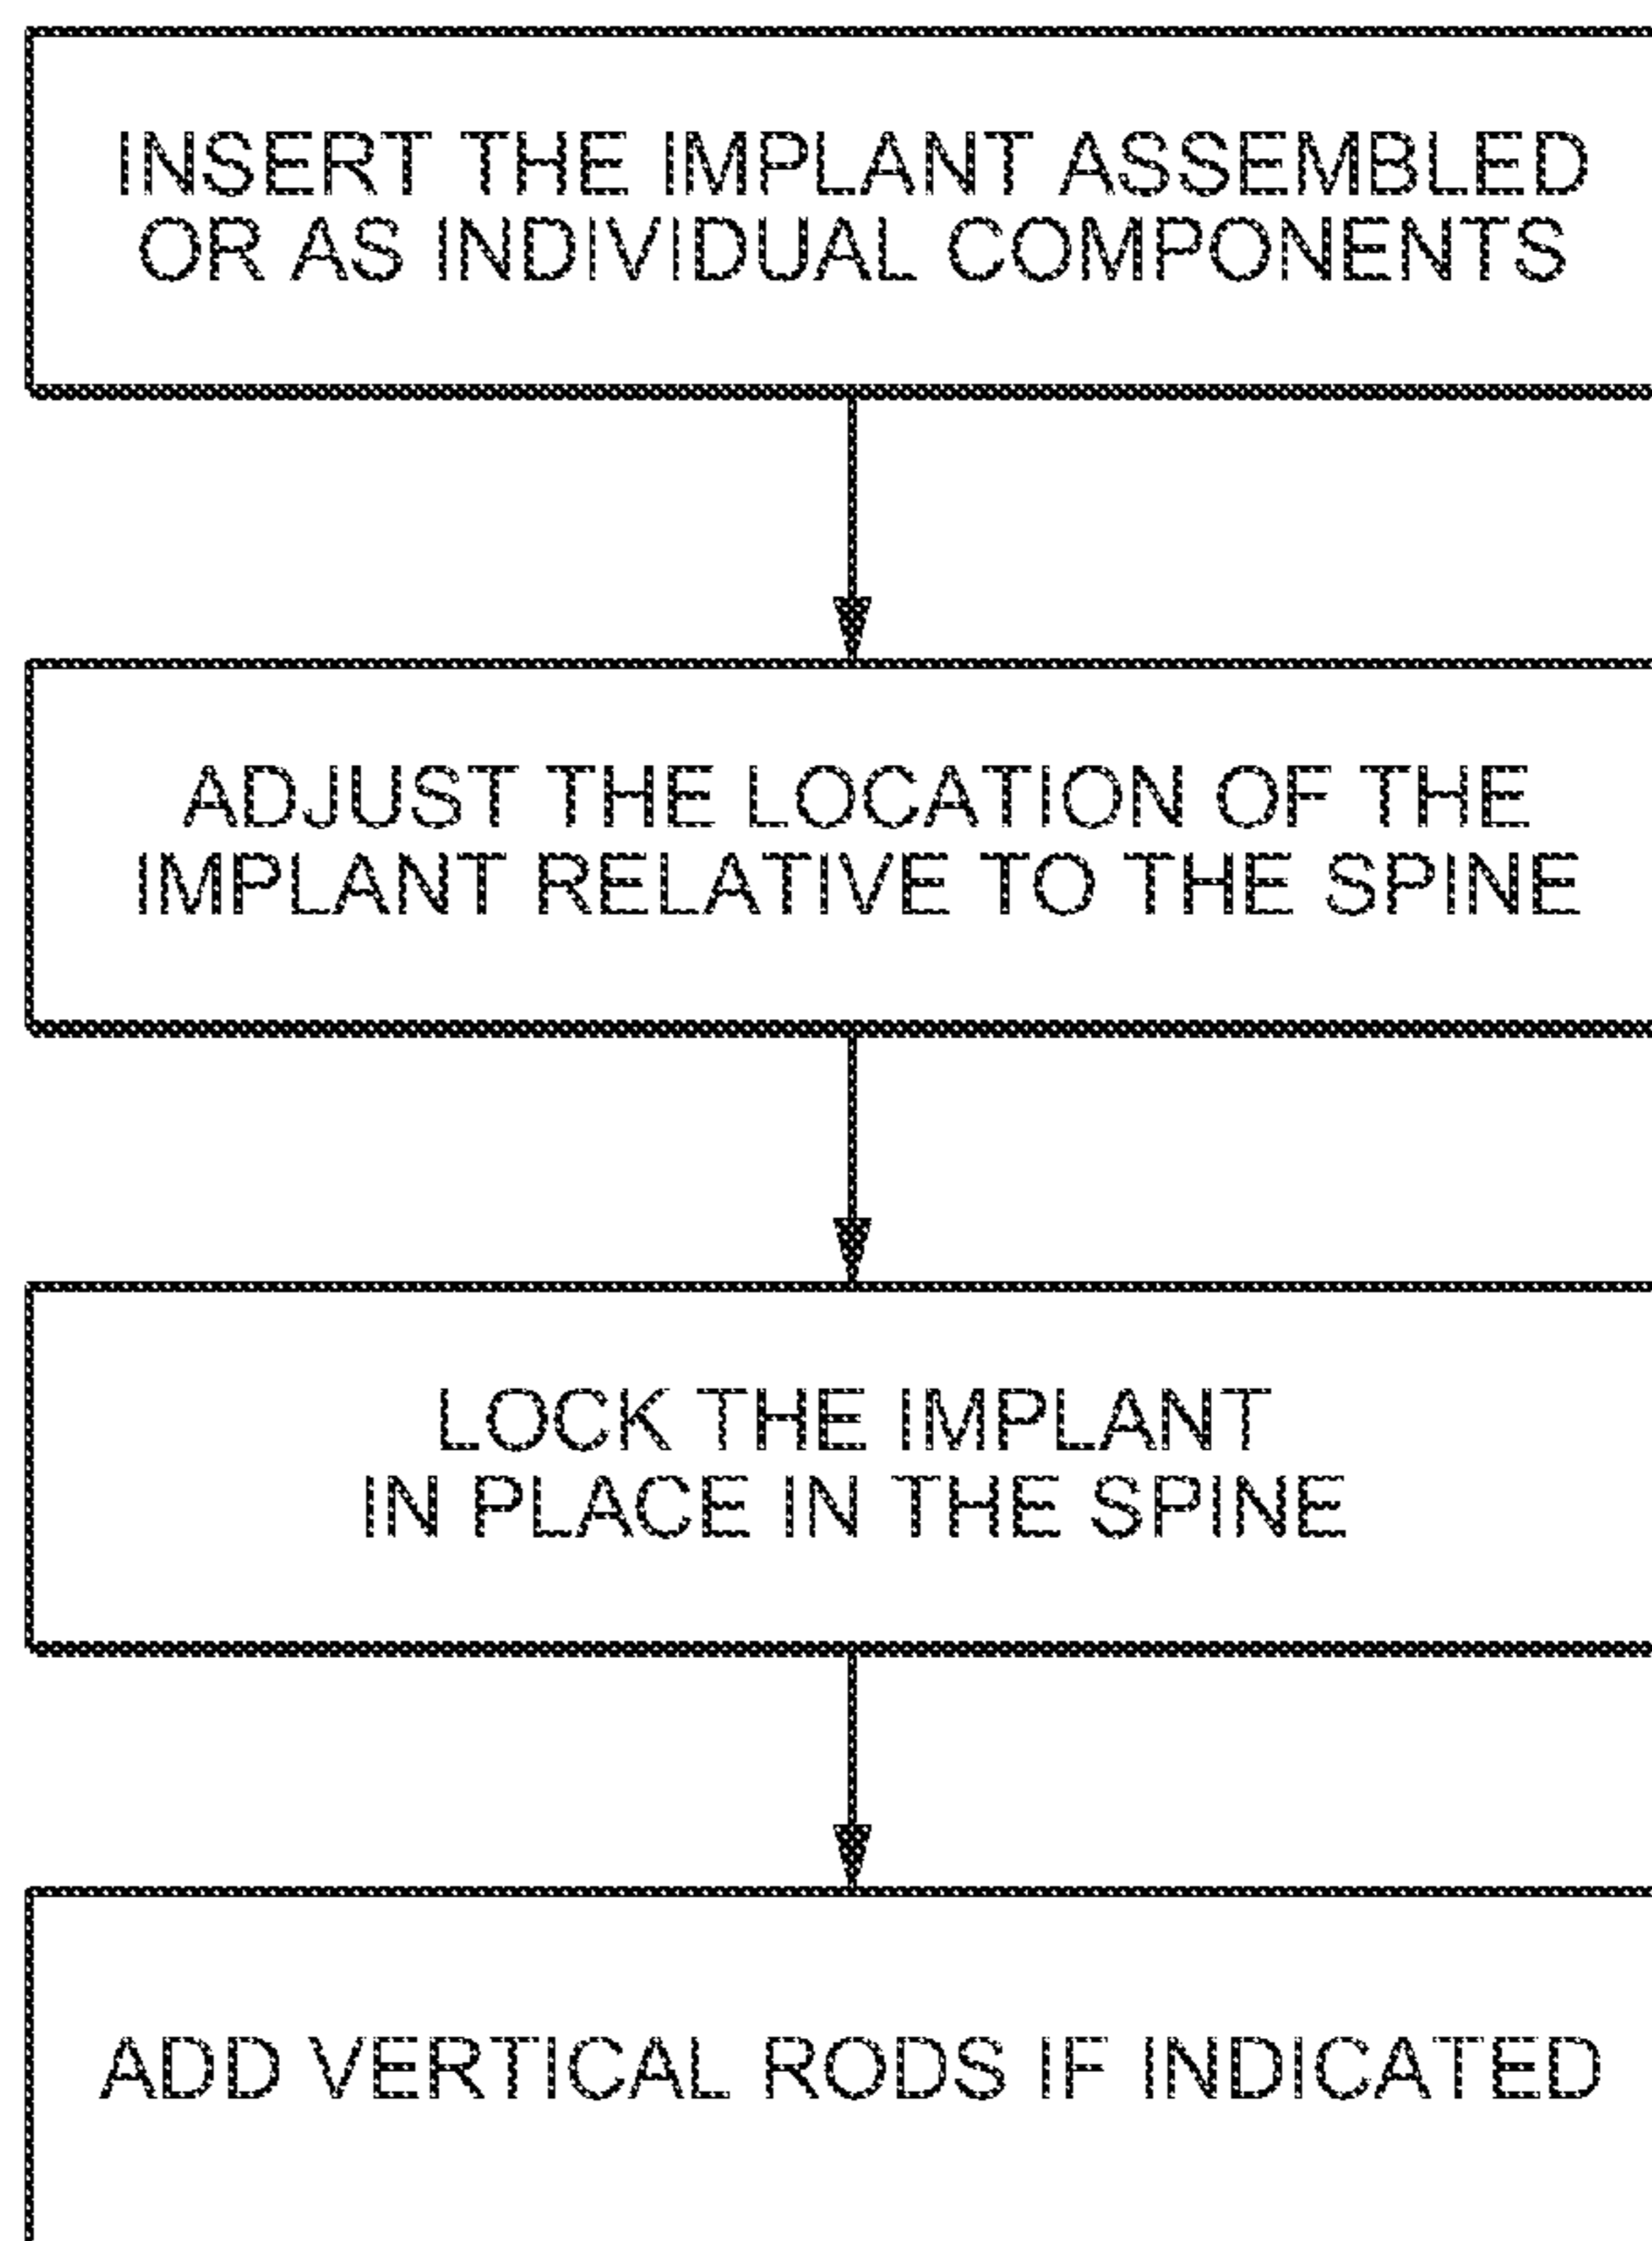 INSERT THE IMPLANT ASSEMBLED
OR AS INDIVIDUAL COMPONENTS
ADJUST THE LOCATION OF THE
IMPLANT RELATIVE TO THE SPINE
LOCK THE IMPLANT
IN PLACE IN THE SPINE
ADD VERTICAL RODS IF INDICATED